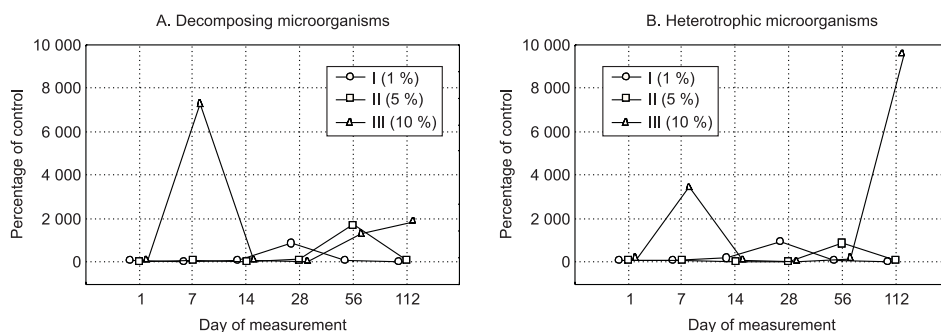 A. Decomposing microorganisms
Percentage of control
10 000
8 000
6 000
4 000
2 000
0
I (1 %)
II (5 %)
III (10 %)
1 7 14 28 56 112
Day of measurement
B. Heterotrophic microorganisms
Percentage of control
10 000
8 000
6 000
4 000
2 000
0
I (1 %)
II (5 %)
III (10 %)
1 7 14 28 56 112
Day of measurement